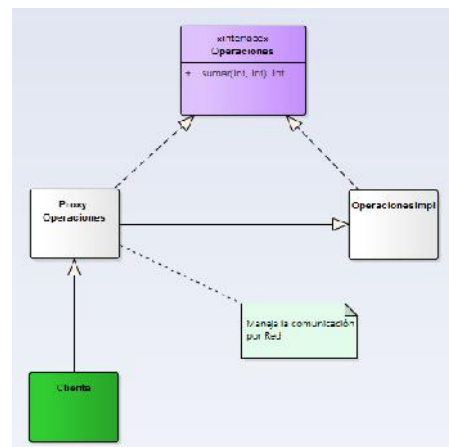 «interface»
Operaciones
+ sumar(int, int): int
Proxy
Operaciones
OperacionesImpl
Maneja la comunicación
por Red
Cliente